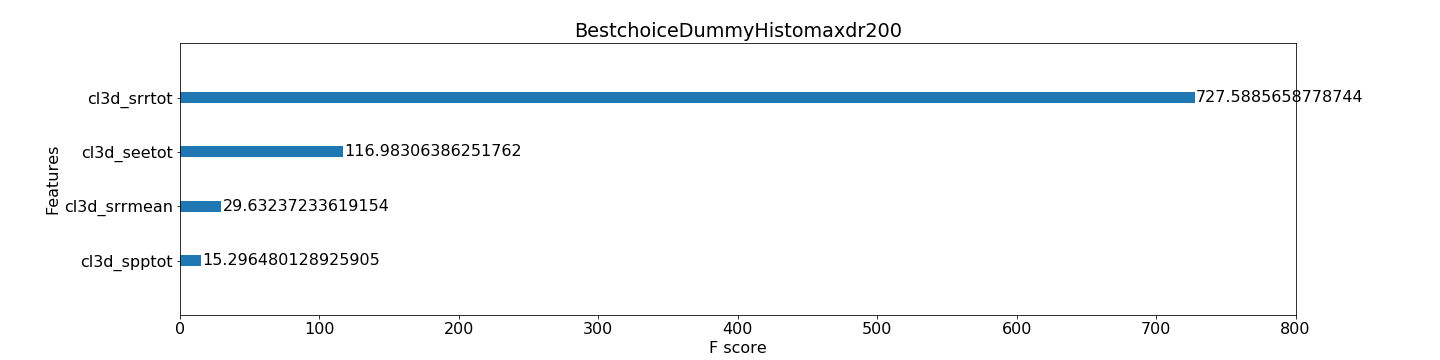 BestchoiceDummyHistomaxdr200
cl3d_srrtot
727.5885658778744
cl3d_seetot
116.98306386251762
Features
cl3d_srrmean
29.63237233619154
cl3d_spptot
15.296480128925905
0 100 200 300 400 500 600 700 800
F score